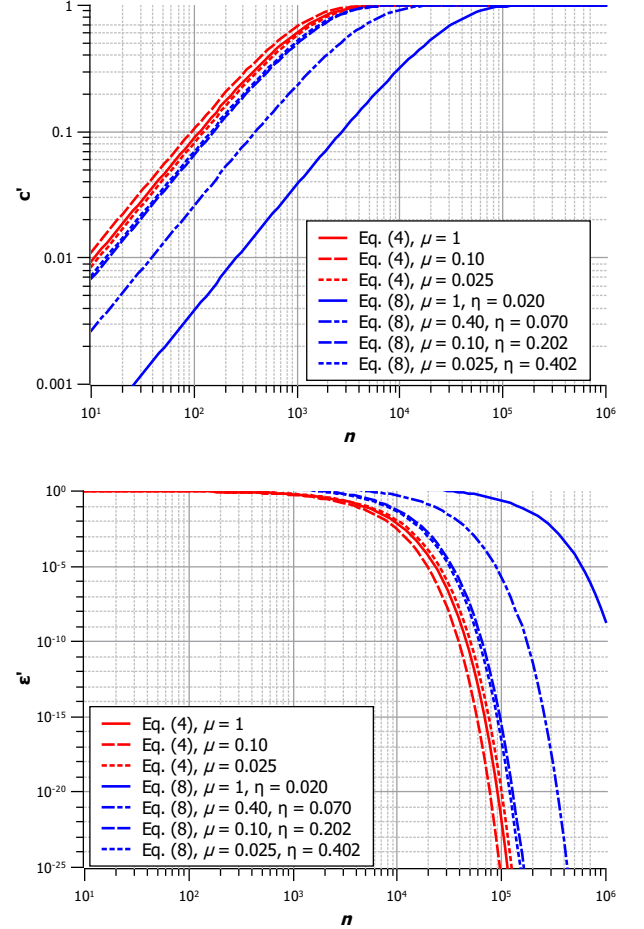 1
0.1
0.01
0.001
c'
10¹
10²
10³
10⁴
10⁵
10⁶
n
Eq. (4), μ = 1
Eq. (4), μ = 0.10
Eq. (4), μ = 0.025
Eq. (8), μ = 1, η = 0.020
Eq. (8), μ = 0.40, η = 0.070
Eq. (8), μ = 0.10, η = 0.202
Eq. (8), μ = 0.025, η = 0.402
10⁰
10⁻⁵
10⁻¹⁰
10⁻¹⁵
10⁻²⁰
10⁻²⁵
ε'
Eq. (4), μ = 1
Eq. (4), μ = 0.10
Eq. (4), μ = 0.025
Eq. (8), μ = 1, η = 0.020
Eq. (8), μ = 0.40, η = 0.070
Eq. (8), μ = 0.10, η = 0.202
Eq. (8), μ = 0.025, η = 0.402
10¹
10²
10³
10⁴
10⁵
10⁶
n